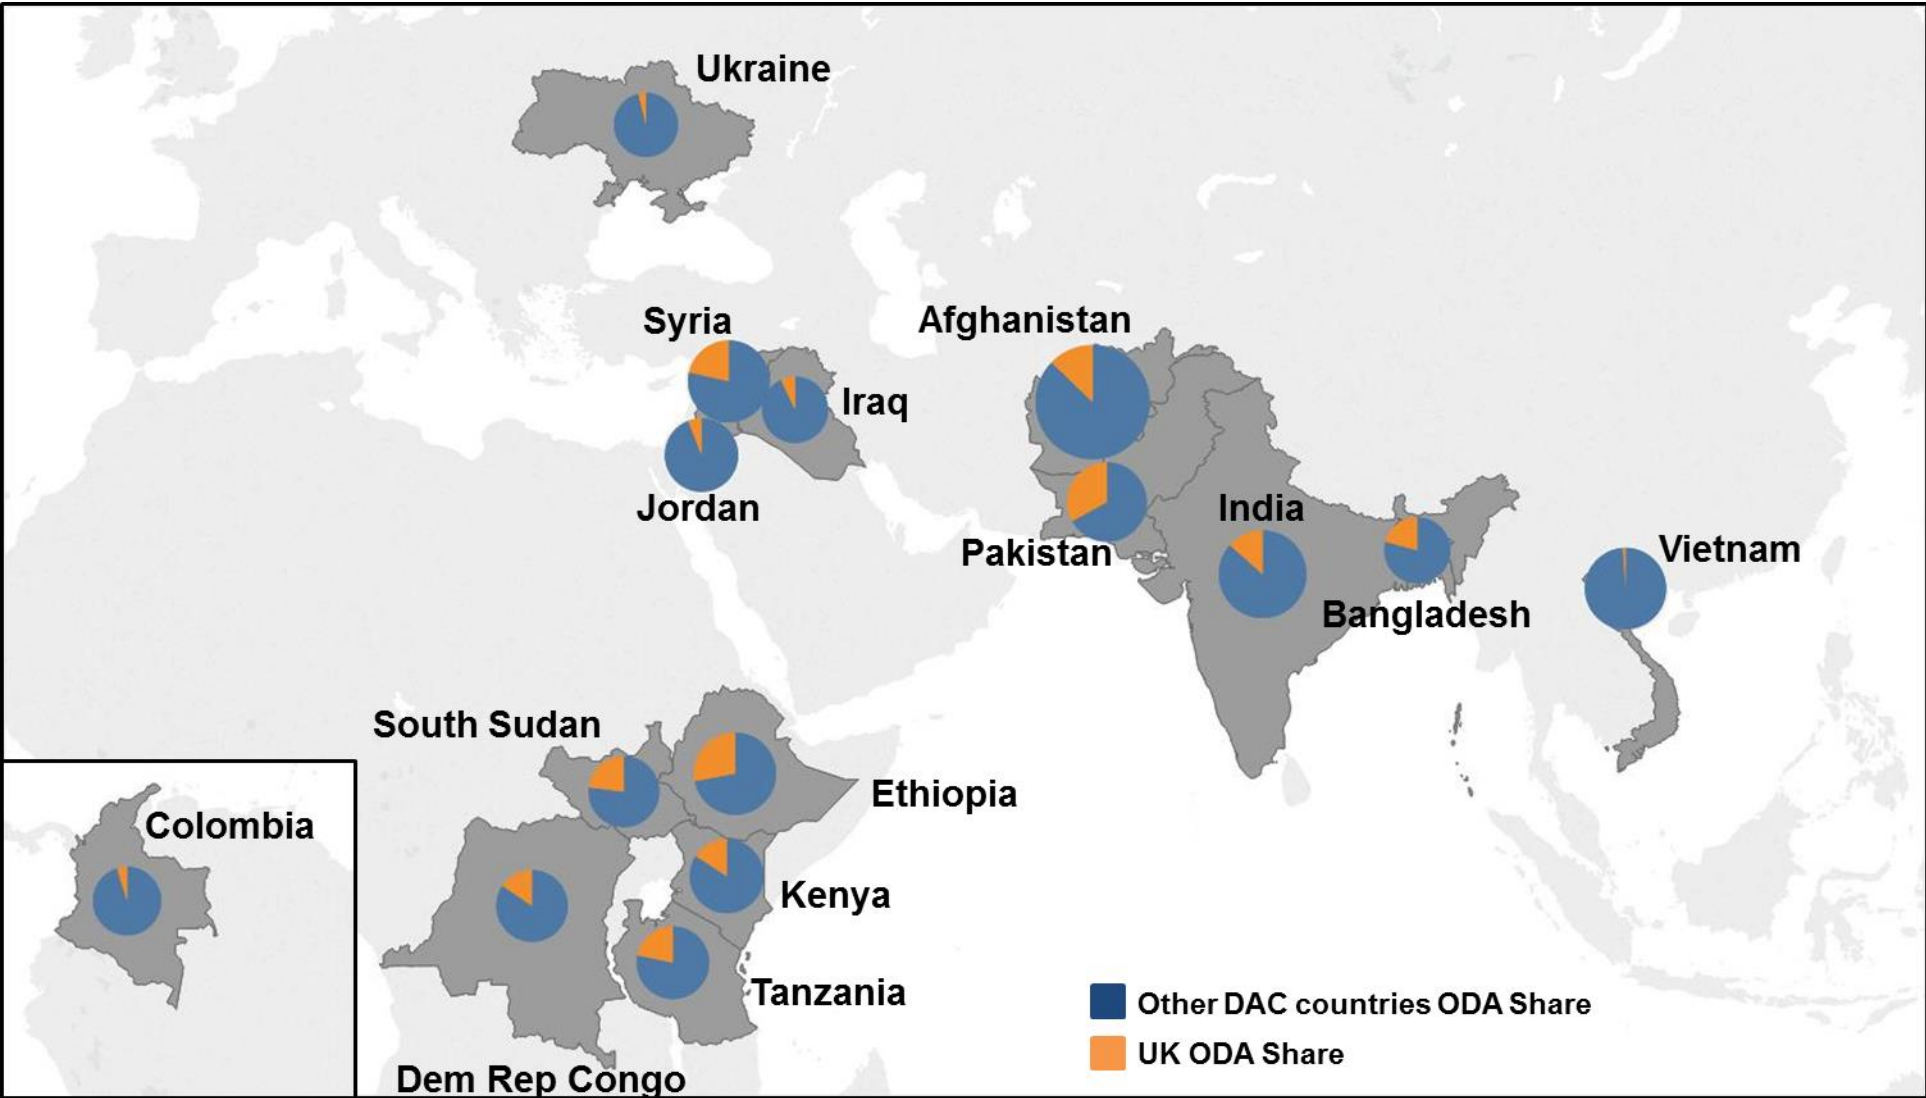 Ukraine
Syria
Afghanistan
Iraq
Jordan
India
Pakistan
Vietnam
Bangladesh
South Sudan
Ethiopia
Colombia
Kenya
Tanzania
Other DAC countries ODA Share
UK ODA Share
Dem Rep Congo